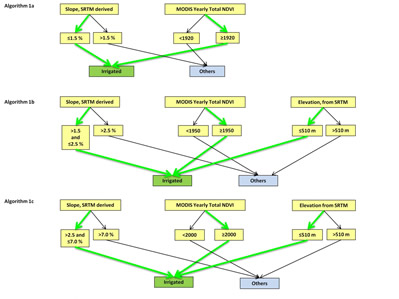 Algorithm 1a
Slope, SRTM derived
MODIS Yearly Total NDVI
≤1.5 %
>1.5 %
<1920
≥1920
Irrigated
Others
Algorithm 1b
Slope, SRTM derived
MODIS Yearly Total NDVI
Elevation, from SRTM
>1.5
and
≤2.5 %
>2.5 %
<1950
≥1950
≤510 m
>510 m
Irrigated
Others
Algorithm 1c
Slope, SRTM derived
MODIS Yearly Total NDVI
Elevation from SRTM
>2.5 and
≤7.0 %
>7.0 %
<2000
≥2000
≤510 m
>510 m
Irrigated
Others